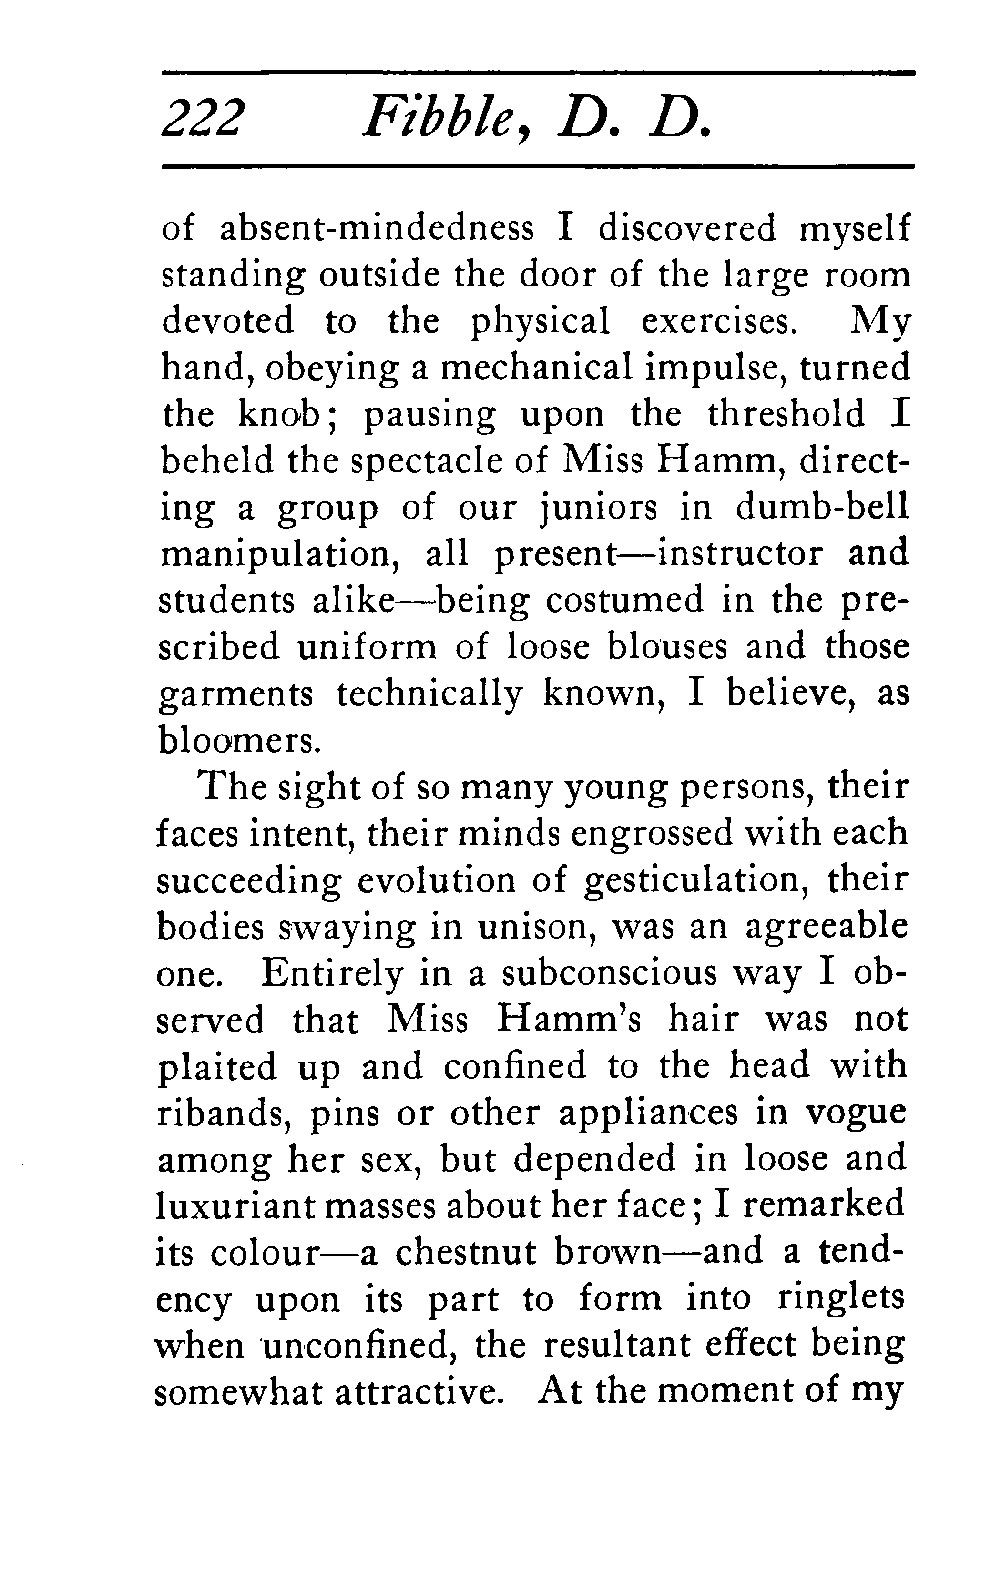 222 Fibble, D. D.
of absent-mindedness I discovered myself
standing outside the door of the large room
devoted to the physical exercises. My
hand, obeying a mechanical impulse, turned
the knob; pausing upon the threshold I
beheld the spectacle of Miss Hamm, direct-
ing a group of our juniors in dumb-bell
manipulation, all present—instructor and
students alike—being costumed in the pre-
scribed uniform of loose blouses and those
garments technically known, I believe, as
bloomers.
The sight of so many young persons, their
faces intent, their minds engrossed with each
succeeding evolution of gesticulation, their
bodies swaying in unison, was an agreeable
one. Entirely in a subconscious way I ob-
served that Miss Hamm's hair was not
plaited up and confined to the head with
ribands, pins or other appliances in vogue
among her sex, but depended in loose and
luxuriant masses about her face; I remarked
its colour—a chestnut brown—and a tend-
ency upon its part to form into ringlets
when unconfined, the resultant effect being
somewhat attractive. At the moment of my